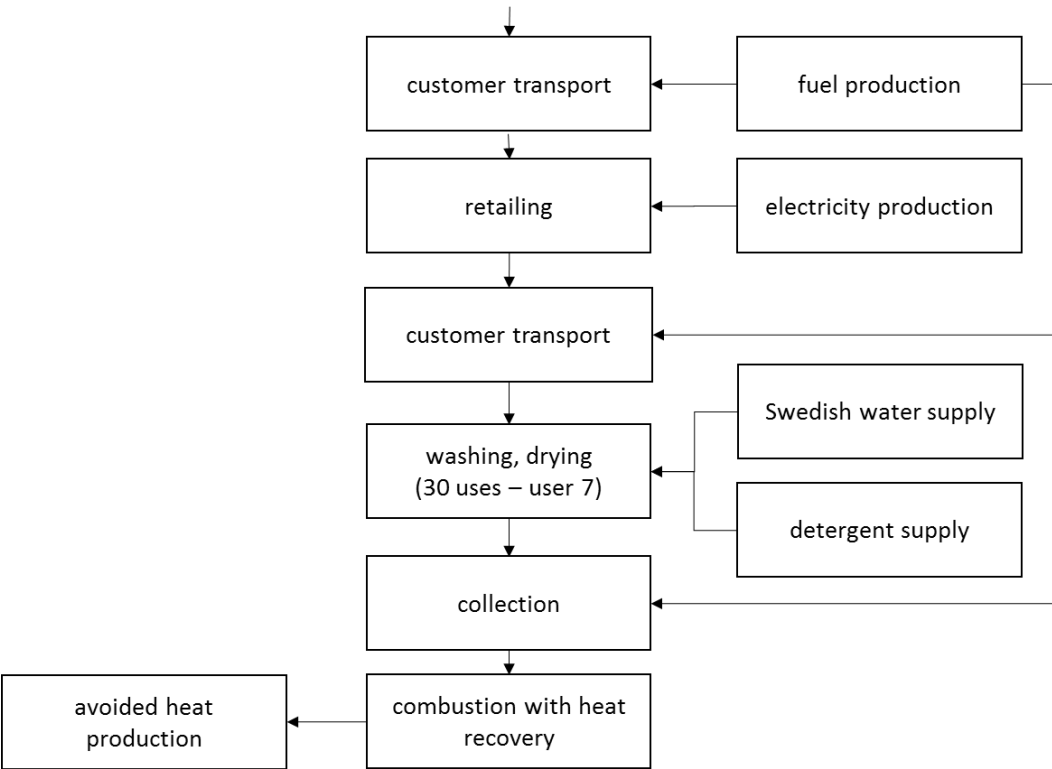 customer transport
fuel production
retailing
electricity production
customer transport
Swedish water supply
washing, drying
(30 uses – user 7)
detergent supply
collection
avoided heat
production
combustion with heat
recovery